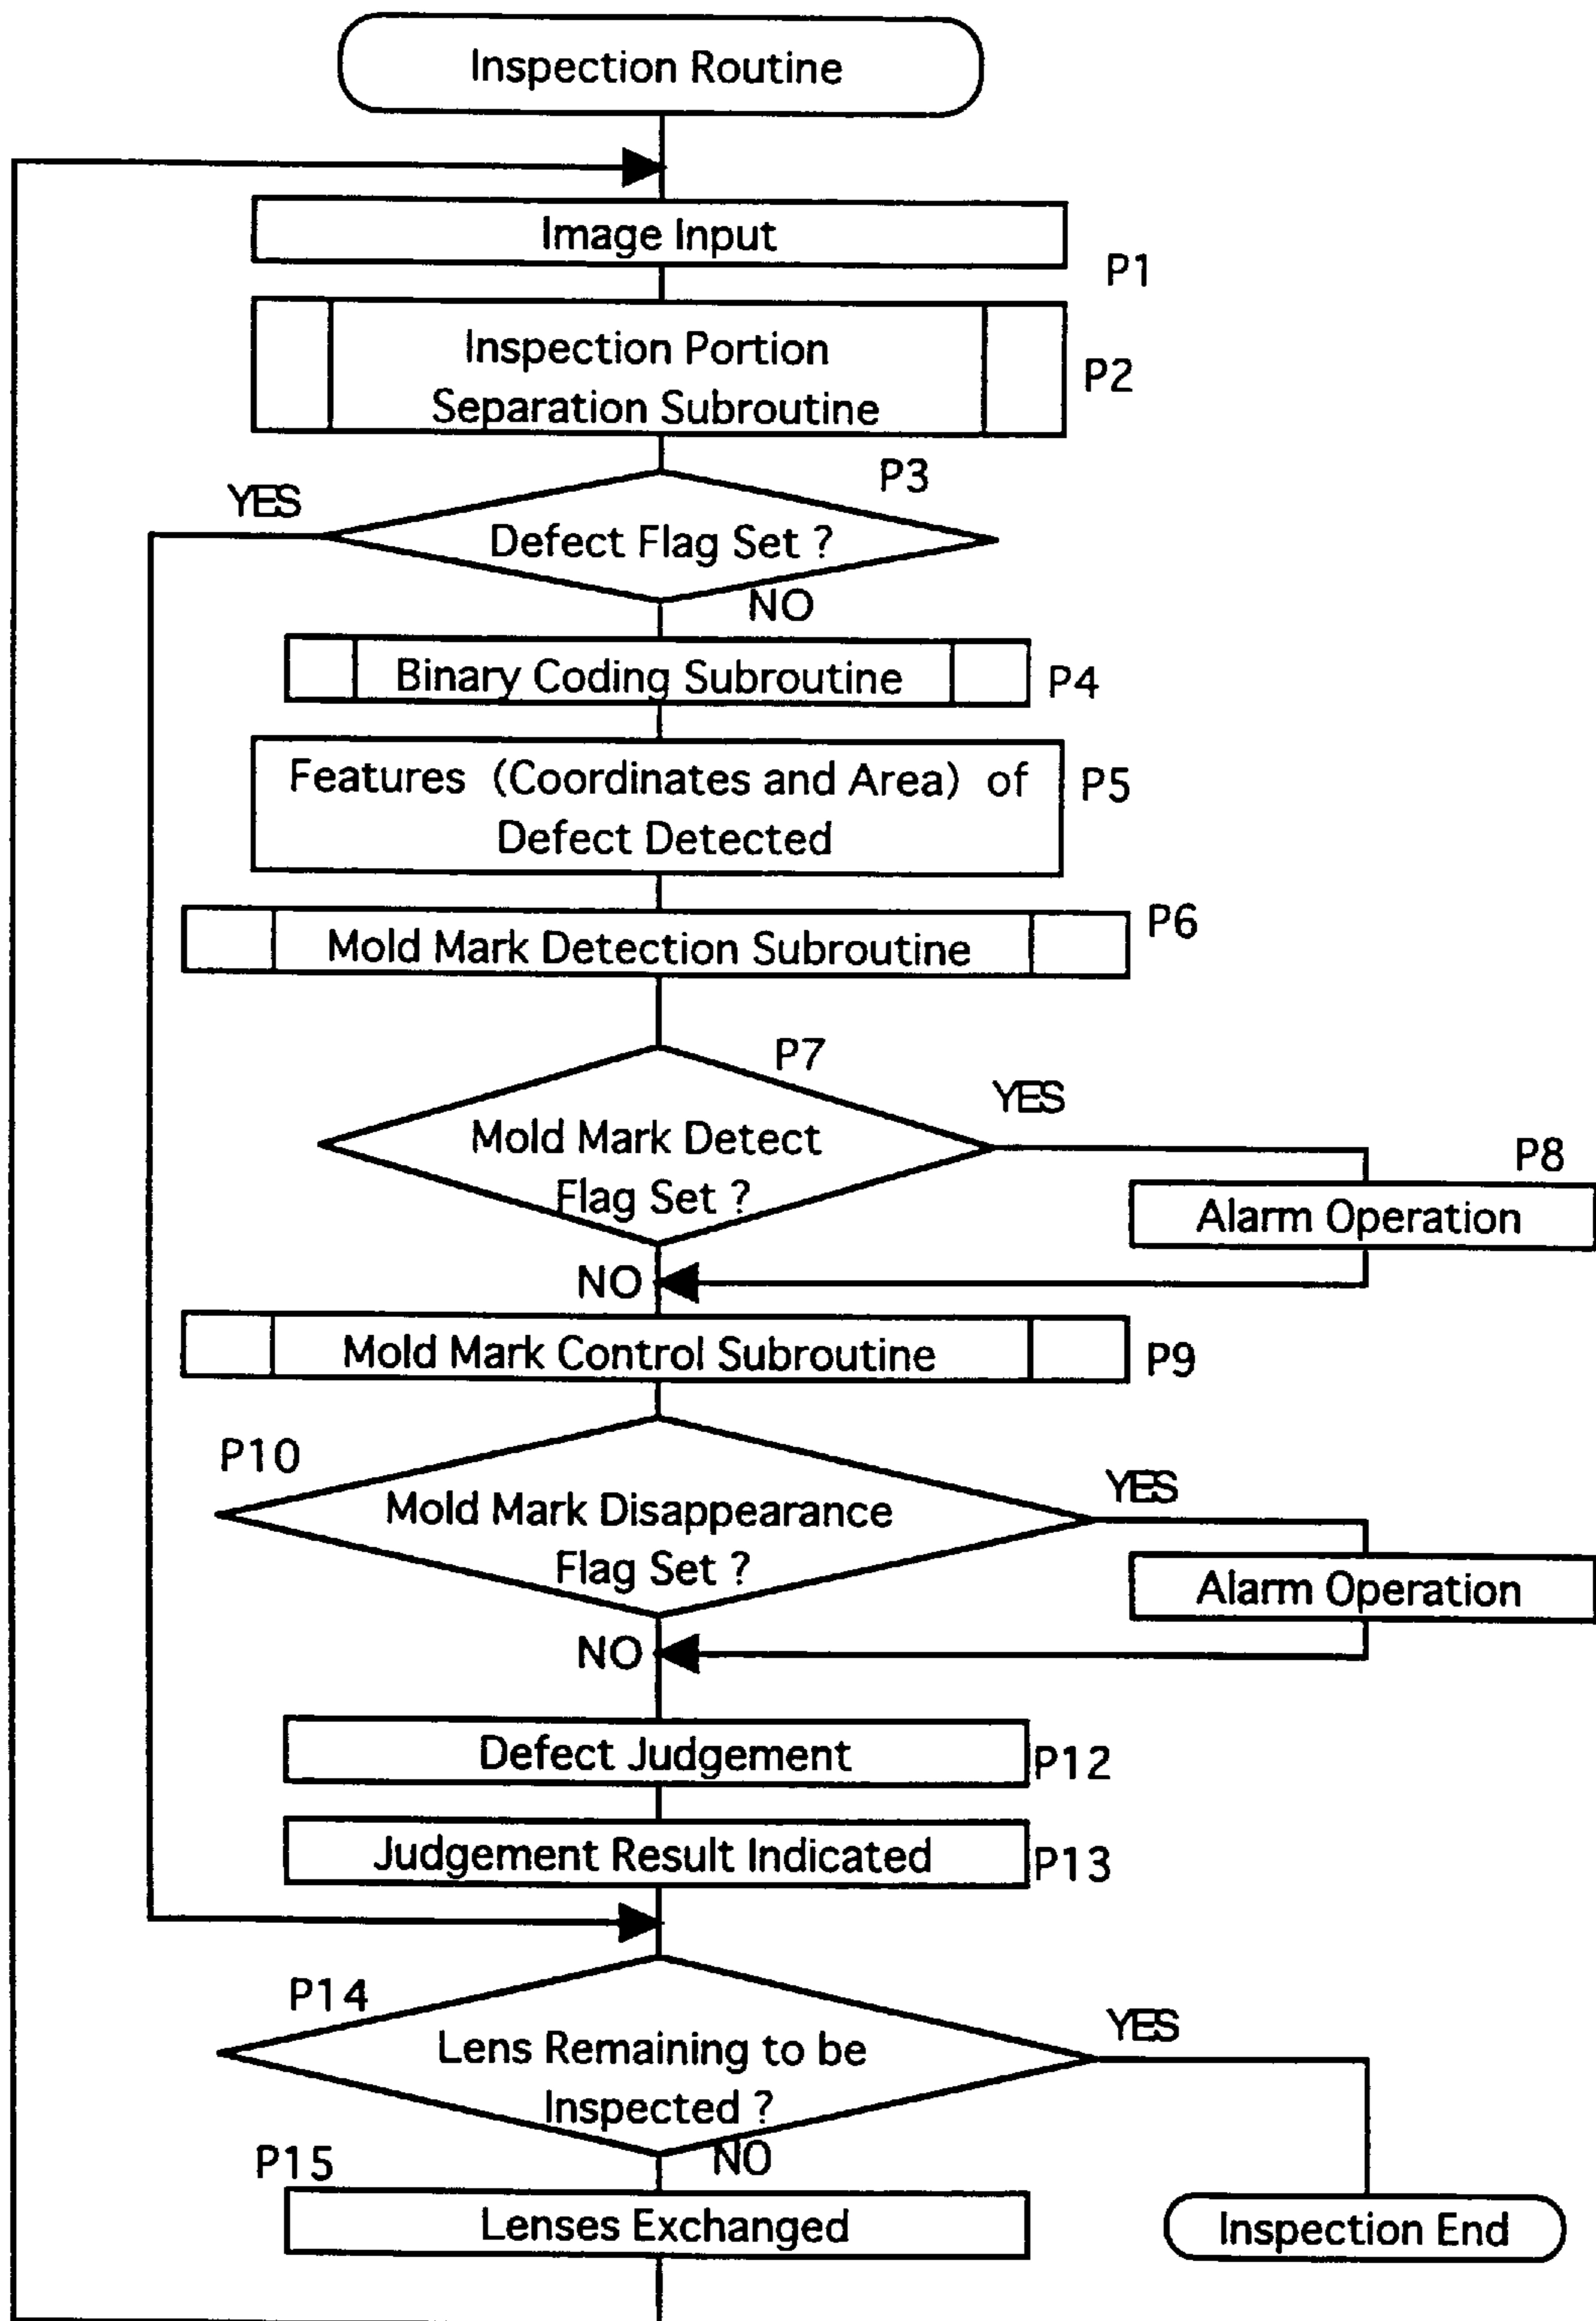 Inspection Routine
Image Input
P1
Inspection Portion
Separation Subroutine
P2
P3
YES
Defect Flag Set ?
NO
Binary Coding Subroutine
P4
Features (Coordinates and Area) of
Defect Detected
P5
P6
Mold Mark Detection Subroutine
P7
YES
Mold Mark Detect
Flag Set ?
P8
Alarm Operation
NO
Mold Mark Control Subroutine
P9
P10
YES
Mold Mark Disappearance
Flag Set ?
Alarm Operation
NO
Defect Judgement
P12
Judgement Result Indicated
P13
P14
YES
Lens Remaining to be
Inspected ?
P15
NO
Lenses Exchanged
Inspection End